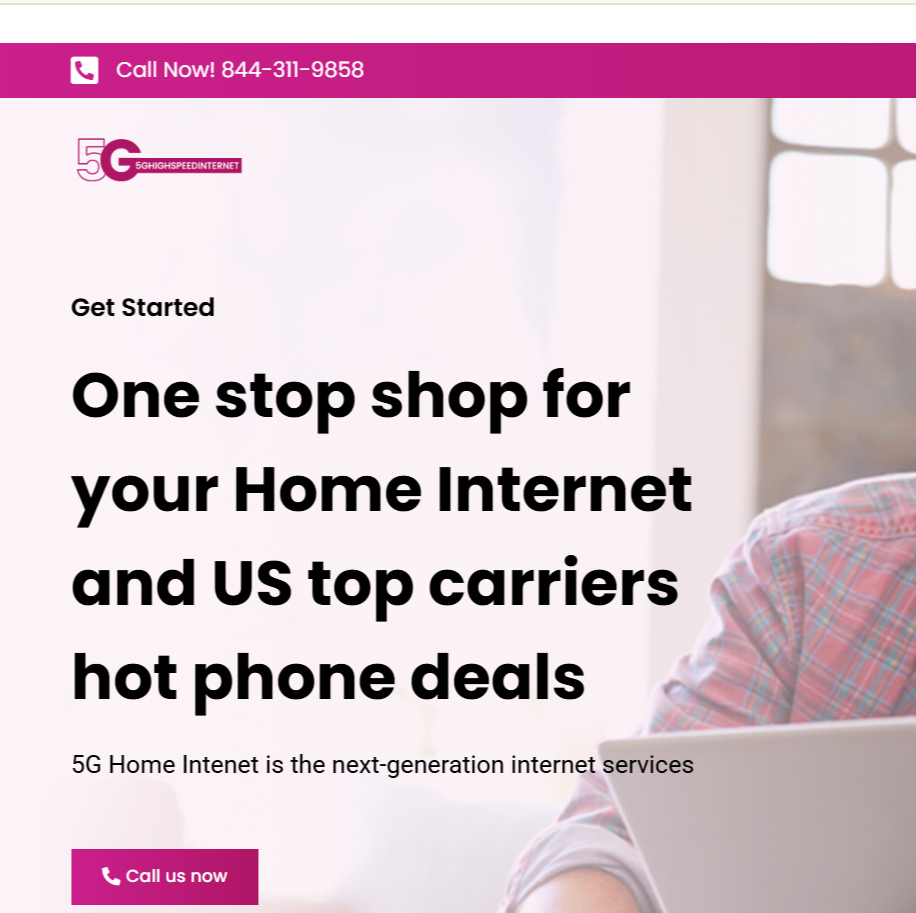 Call Now! 844-311-9858
5G 5GHIGHSPEEDINTERNET
Get Started
One stop shop for
your Home Internet
and US top carriers
hot phone deals
5G Home Intenet is the next-generation internet services
Call us now